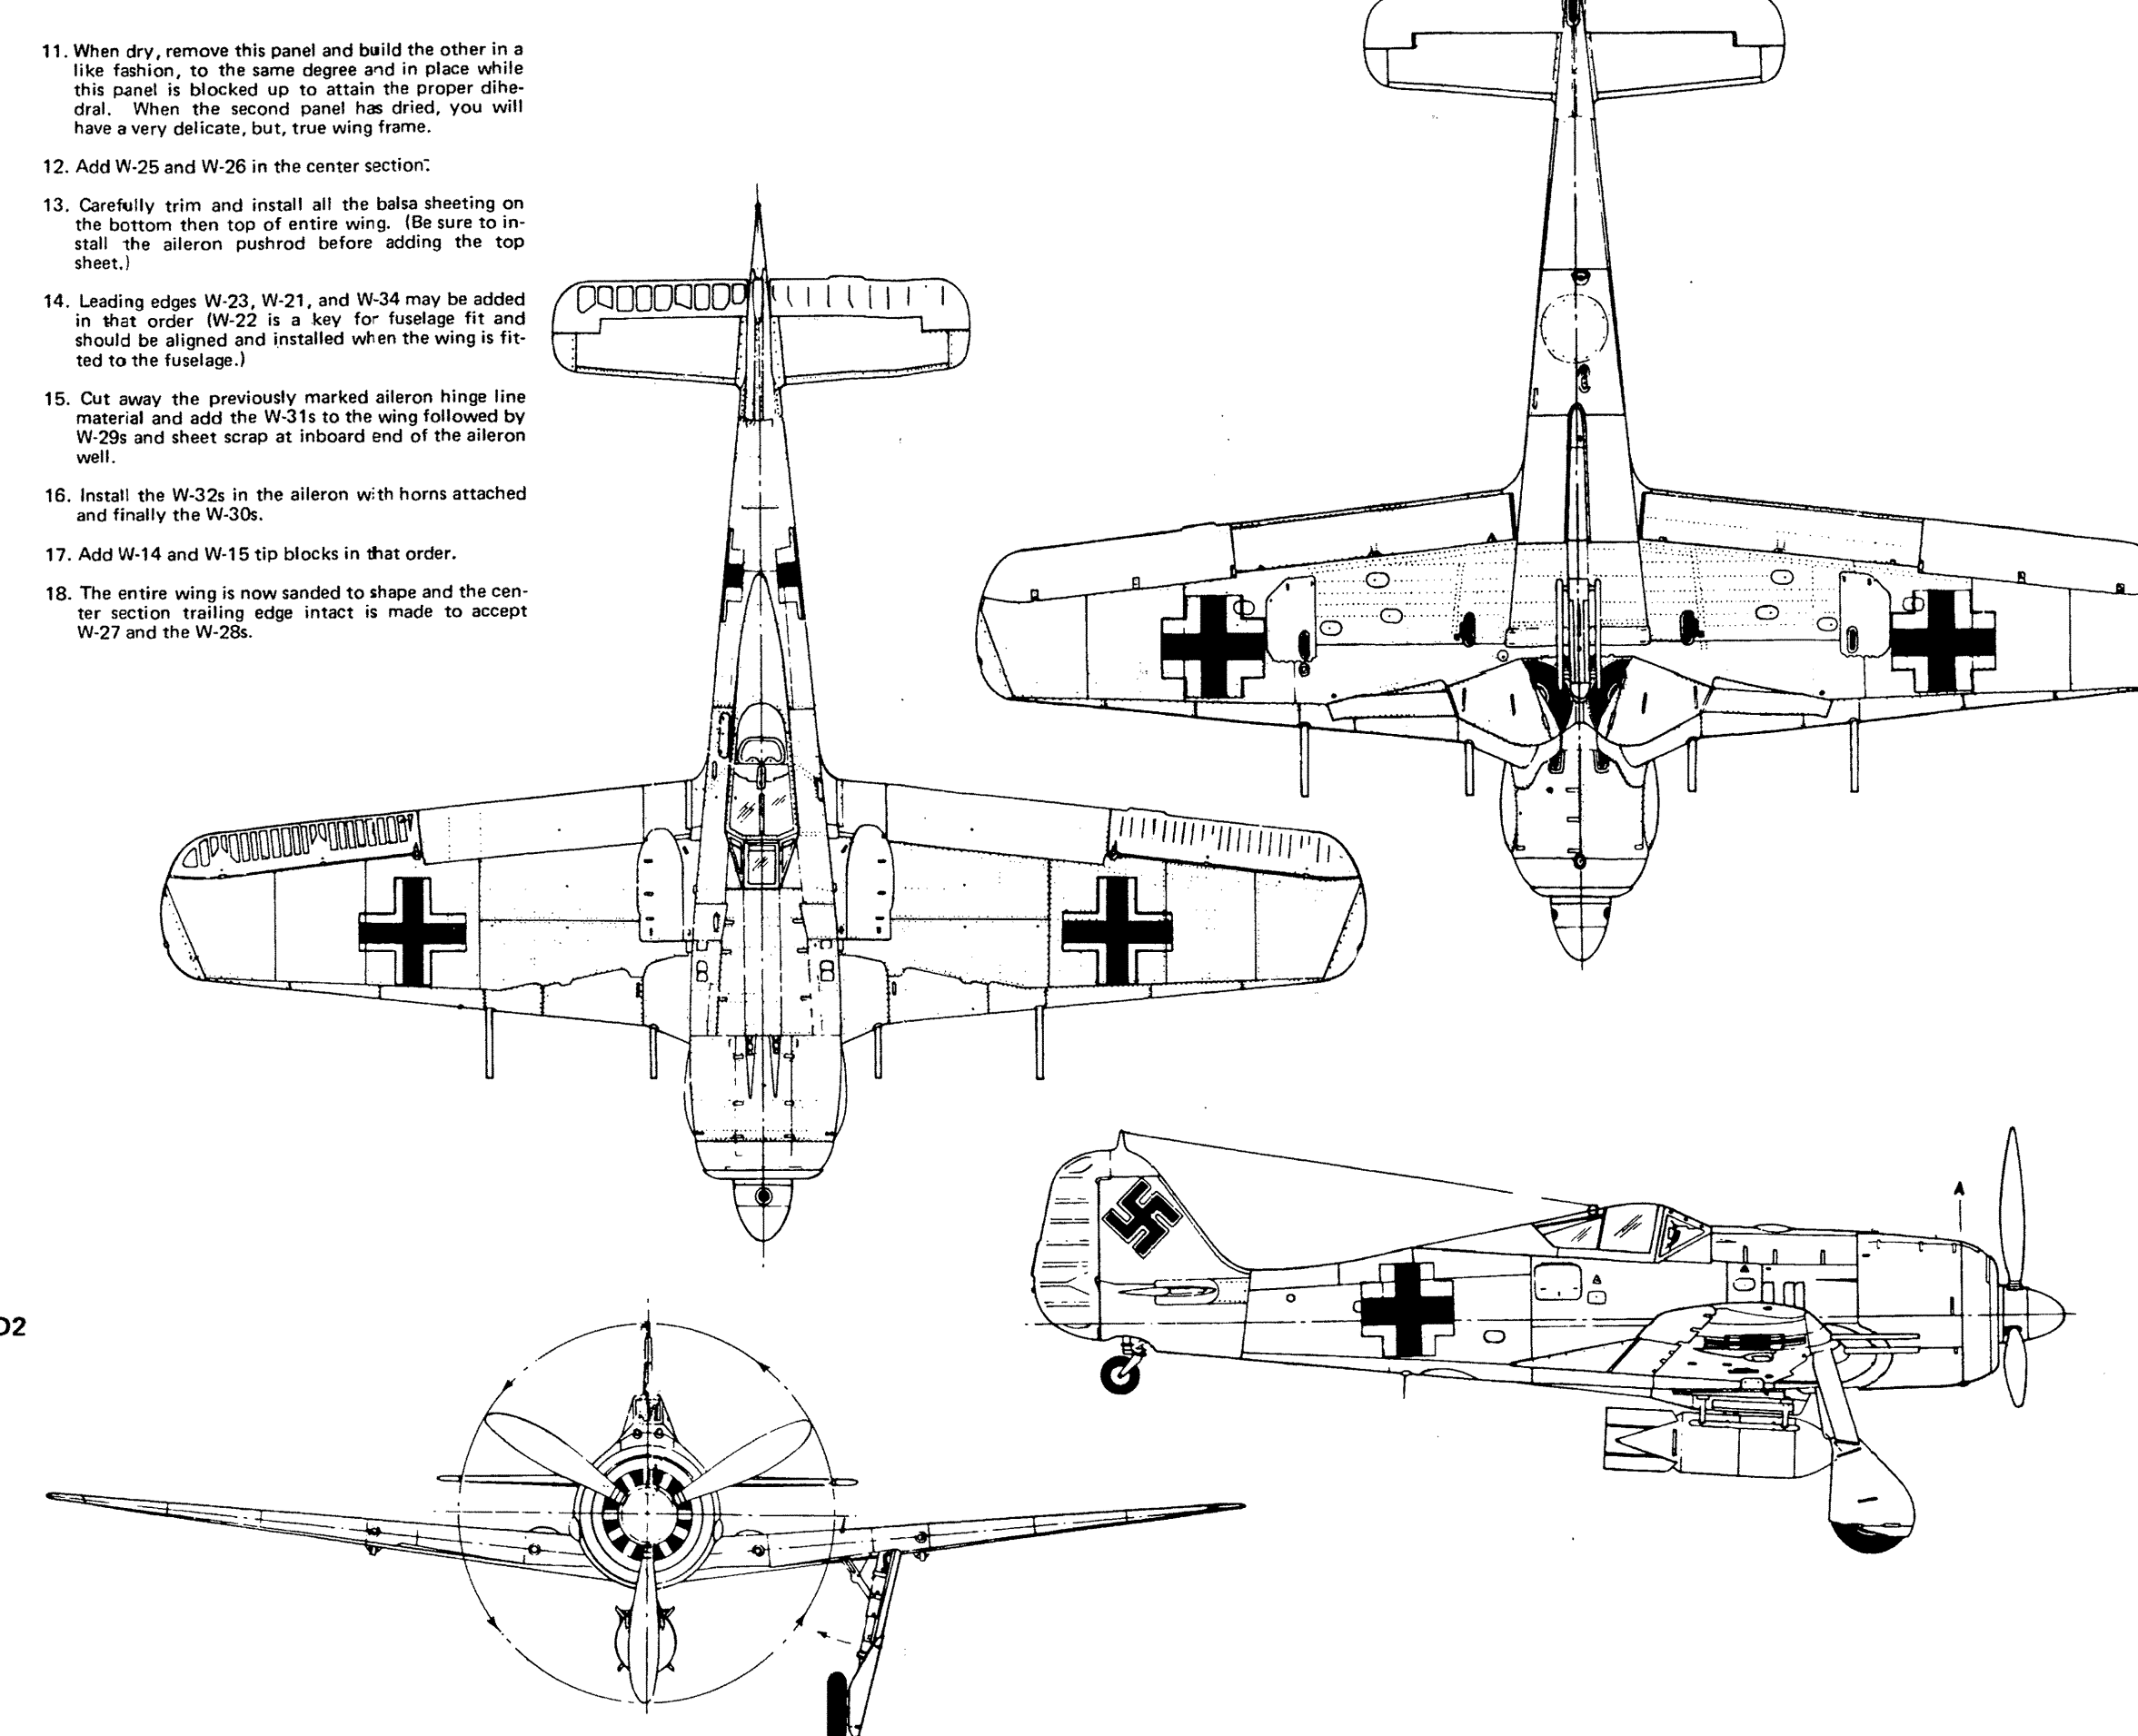 11. When dry, remove this panel and build the other in a
like fashion, to the same degree and in place while
this panel is blocked up to attain the proper dihe-
dral. When the second panel has dried, you will
have a very delicate, but, true wing frame.
12. Add W-25 and W-26 in the center section.
13. Carefully trim and install all the balsa sheeting on
the bottom then top of entire wing. (Be sure to in-
stall the aileron pushrod before adding the top
sheet.)
14. Leading edges W-23, W-21, and W-34 may be added
in that order (W-22 is a key for fuselage fit and
should be aligned and installed when the wing is fit-
ted to the fuselage.)
15. Cut away the previously marked aileron hinge line
material and add the W-31s to the wing followed by
W-29s and sheet scrap at inboard end of the aileron
well.
16. Install the W-32s in the aileron with horns attached
and finally the W-30s.
17. Add W-14 and W-15 tip blocks in that order.
18. The entire wing is now sanded to shape and the cen-
ter section trailing edge intact is made to accept
W-27 and the W-28s.
A
D2